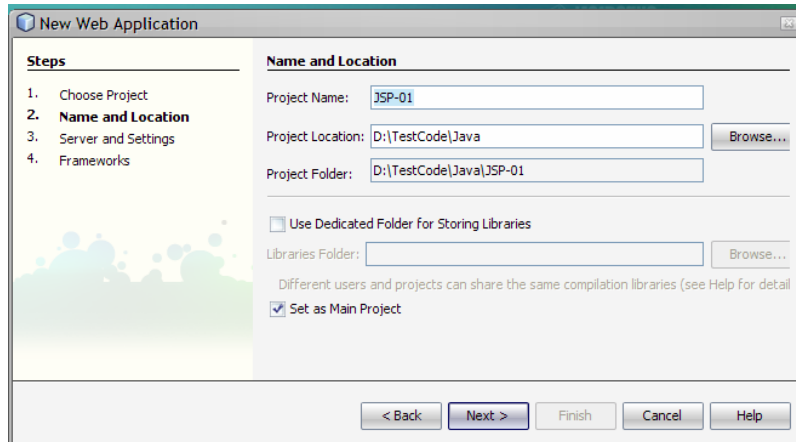 New Web Application
Steps
1. Choose Project
2. Name and Location
3. Server and Settings
4. Frameworks
Name and Location
Project Name: JSP-01
Project Location: D:\TestCode\Java Browse...
Project Folder: D:\TestCode\Java\JSP-01
Use Dedicated Folder for Storing Libraries
Libraries Folder: Browse...
Different users and projects can share the same compilation libraries (see Help for detail
Set as Main Project
< Back Next > Finish Cancel Help